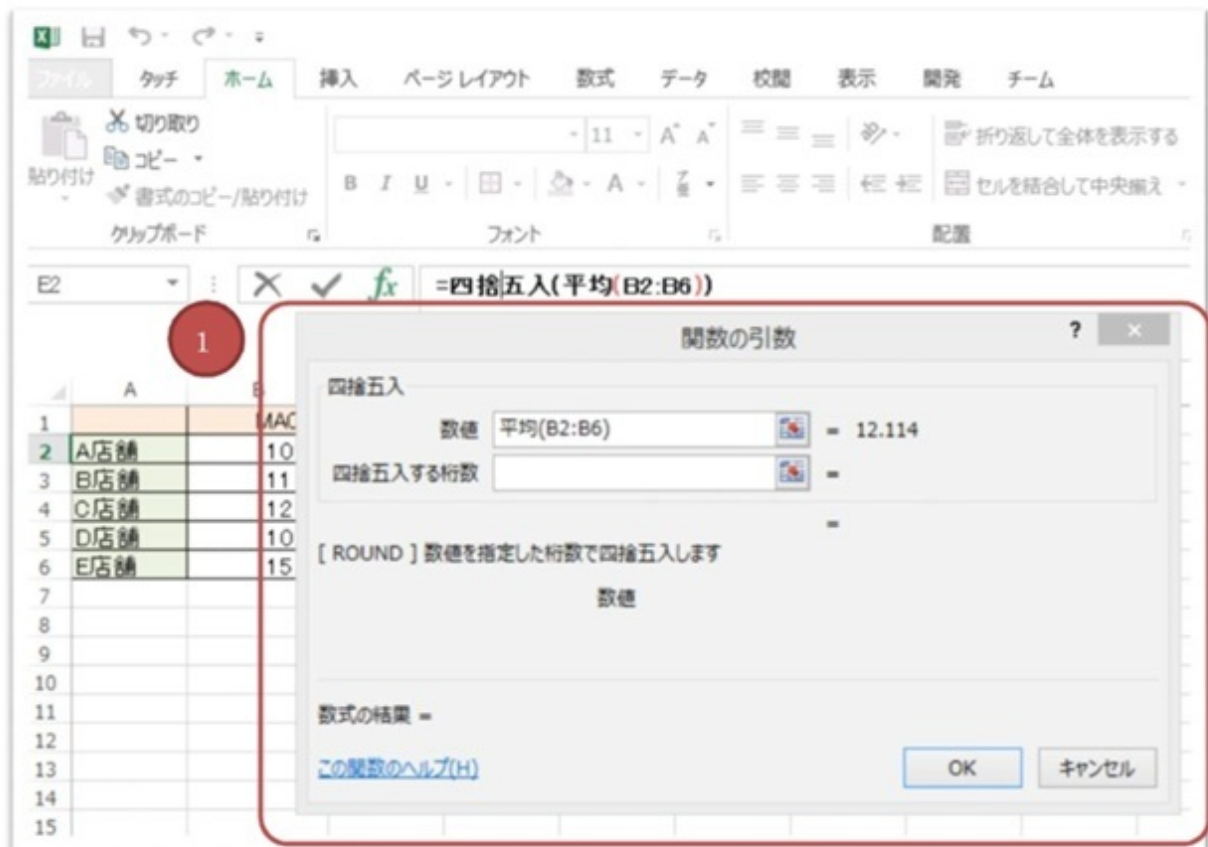 ファイル タッチ ホーム 挿入 ページ レイアウト 数式 データ 校閲 表示 開発 チーム
切り取り
コピー
貼り付け
書式のコピー/貼り付け
11 A A
B I U A
折り返して全体を表示する
セルを結合して中央揃え
クリップボード フォント 配置
E2 fx =四捨五入(平均(B2:B6))
1
関数の引数 ?
四捨五入
数値 平均(B2:B6) = 12.114
四捨五入する桁数 =
=
[ ROUND ] 数値を指定した桁数で四捨五入します
数値
数式の結果 =
この関数のヘルプ(H) OK キャンセル
A B
1 MAC
2 A店舗 10
3 B店舗 11
4 C店舗 12
5 D店舗 10
6 E店舗 15
7
8
9
10
11
12
13
14
15